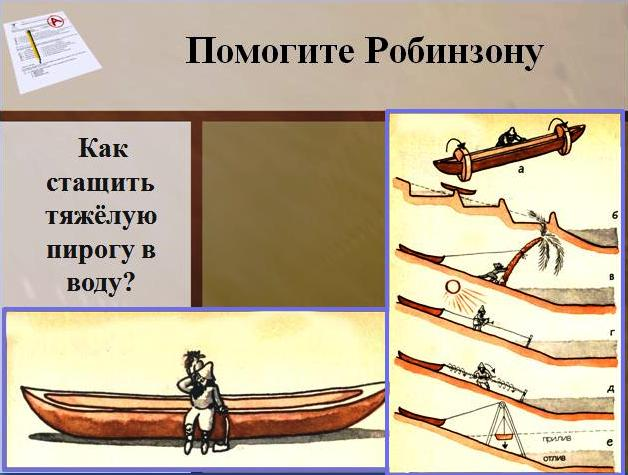 Помогите Робинзону
Как
стащить
тяжёлую
пирогу в
воду?
а
б
в
г
д
прилив
е
отлив